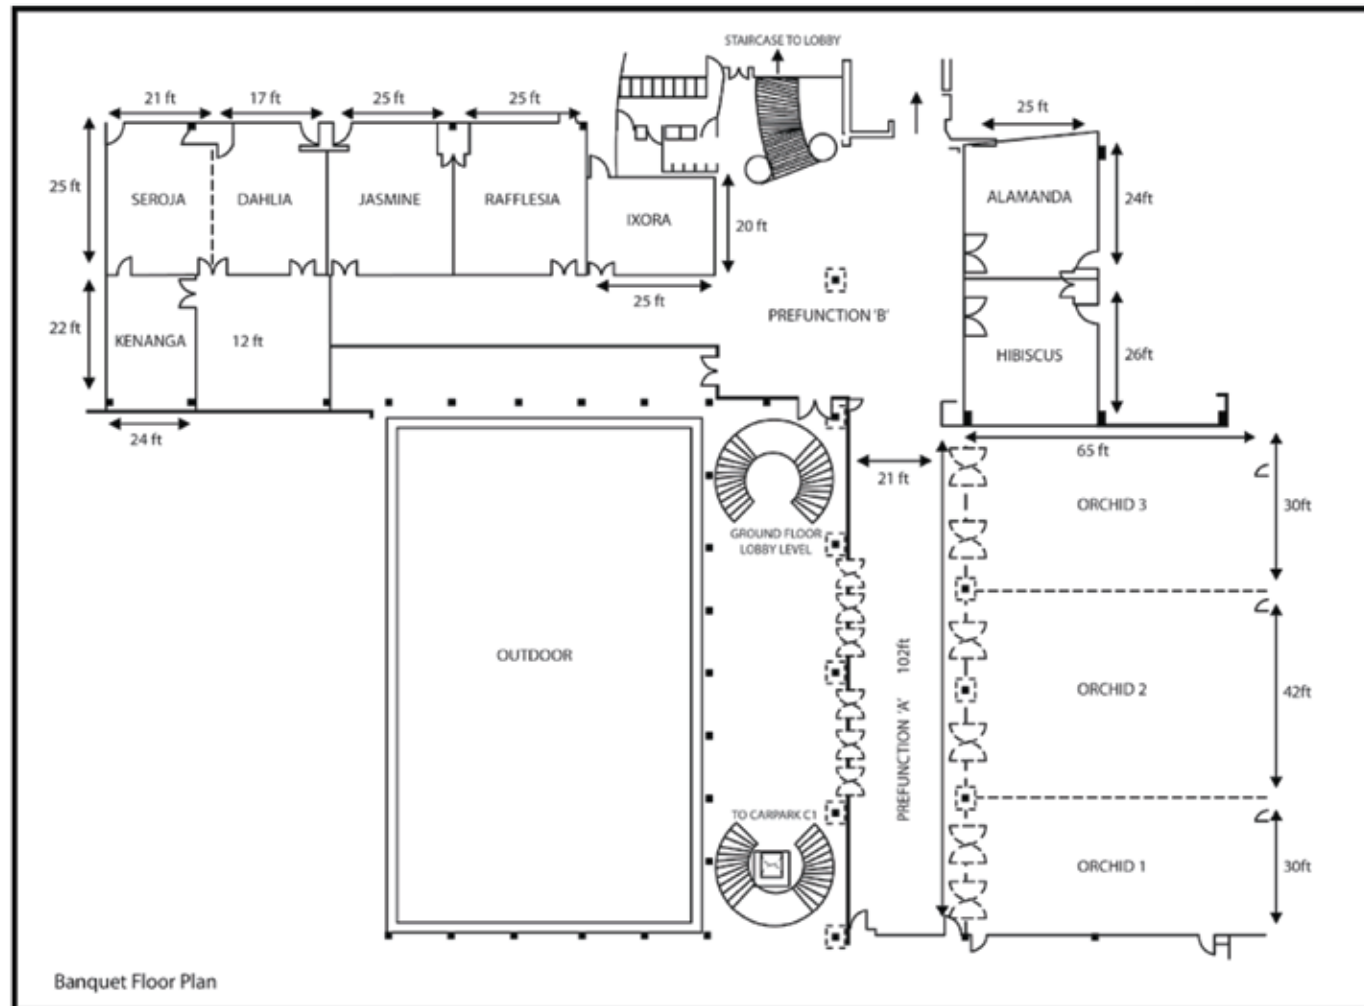 STAIRCASE TO LOBBY
21 ft
17 ft
25 ft
25 ft
25 ft
25 ft
SEROJA
DAHLIA
JASMINE
RAFFLESIA
IXORA
20 ft
ALAMANDA
24ft
25 ft
22 ft
KENANGA
12 ft
PREFUNCTION 'B'
HIBISCUS
26ft
24 ft
65 ft
21 ft
ORCHID 3
30ft
GROUND FLOOR
LOBBY LEVEL
OUTDOOR
PREFUNCTION 'A' 102ft
ORCHID 2
42ft
TO CARPARK C1
ORCHID 1
30ft
Banquet Floor Plan